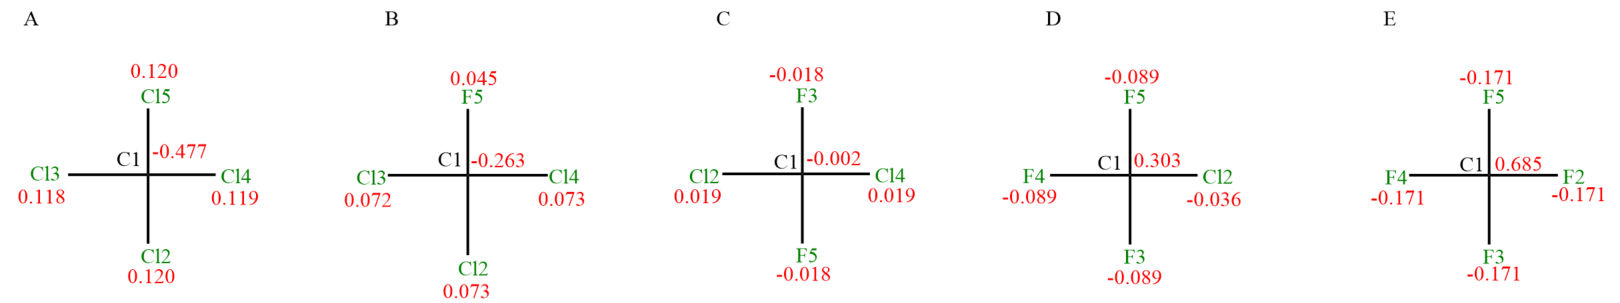 A
0.120
Cl5
C1 -0.477
Cl3 Cl4
0.118 0.119
Cl2
0.120
B
0.045
F5
C1 -0.263
Cl3 Cl4
0.072 0.073
Cl2
0.073
C
-0.018
F3
C1 -0.002
Cl2 Cl4
0.019 0.019
F5
-0.018
D
-0.089
F5
C1 0.303
F4 Cl2
-0.089 -0.036
F3
-0.089
E
-0.171
F5
C1 0.685
F4 F2
-0.171 -0.171
F3
-0.171